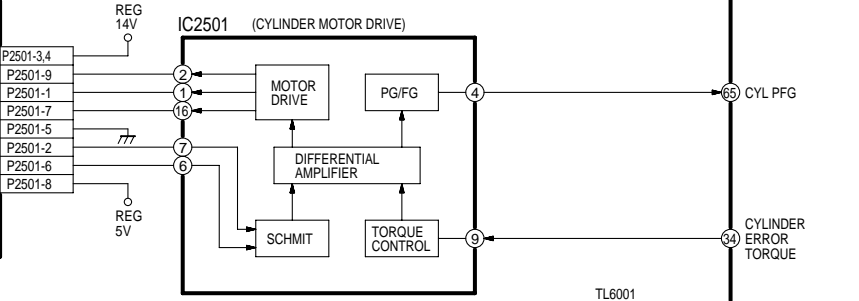 REG
14V
IC2501 (CYLINDER MOTOR DRIVE)
P2501-3,4
P2501-9
P2501-1
P2501-7
P2501-5
P2501-2
P2501-6
P2501-8
REG
5V
2
1
16
7
6
MOTOR
DRIVE
PG/FG
DIFFERENTIAL
AMPLIFIER
SCHMIT
TORQUE
CONTROL
4
9
65 CYL PFG
34
CYLINDER
ERROR
TORQUE
TL6001